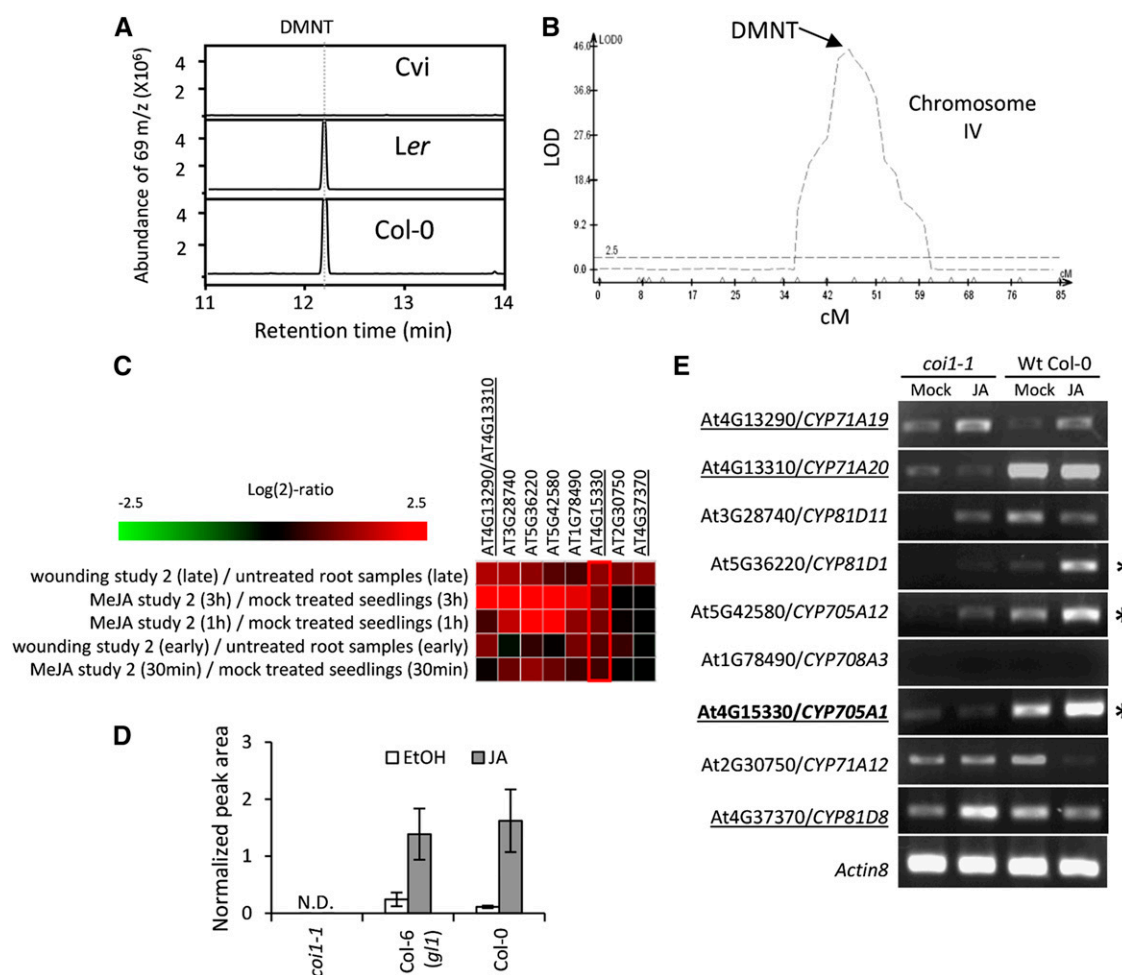 A
DMNT
Abundance of 69 m/z (X10⁶)
4
2
Cvi
4
2
Ler
4
2
Col-0
11
12
13
14
Retention time (min)
B
DMNT
LOD
LOD0
46.0
36.8
27.6
18.4
9.2
0.0
2.5
Chromosome
IV
cM
0
8
17
25
34
42
51
59
68
77
85
cM
C
Log(2)-ratio
-2.5
2.5
AT4G13290/AT4G13310
AT3G28740
AT5G36220
AT5G42580
AT1G78490
AT4G15330
AT2G30750
AT4G37370
wounding study 2 (late) / untreated root samples (late)
MeJA study 2 (3h) / mock treated seedlings (3h)
MeJA study 2 (1h) / mock treated seedlings (1h)
wounding study 2 (early) / untreated root samples (early)
MeJA study 2 (30min) / mock treated seedlings (30min)
D
Normalized peak area
3
2
1
0
EtOH
JA
N.D.
coi1-1
Col-6
(gl1)
Col-0
E
coi1-1 Wt Col-0
Mock JA Mock JA
At4G13290/CYP71A19
At4G13310/CYP71A20
At3G28740/CYP81D11
At5G36220/CYP81D1 *
At5G42580/CYP705A12 *
At1G78490/CYP708A3
At4G15330/CYP705A1 *
At2G30750/CYP71A12
At4G37370/CYP81D8
Actin8